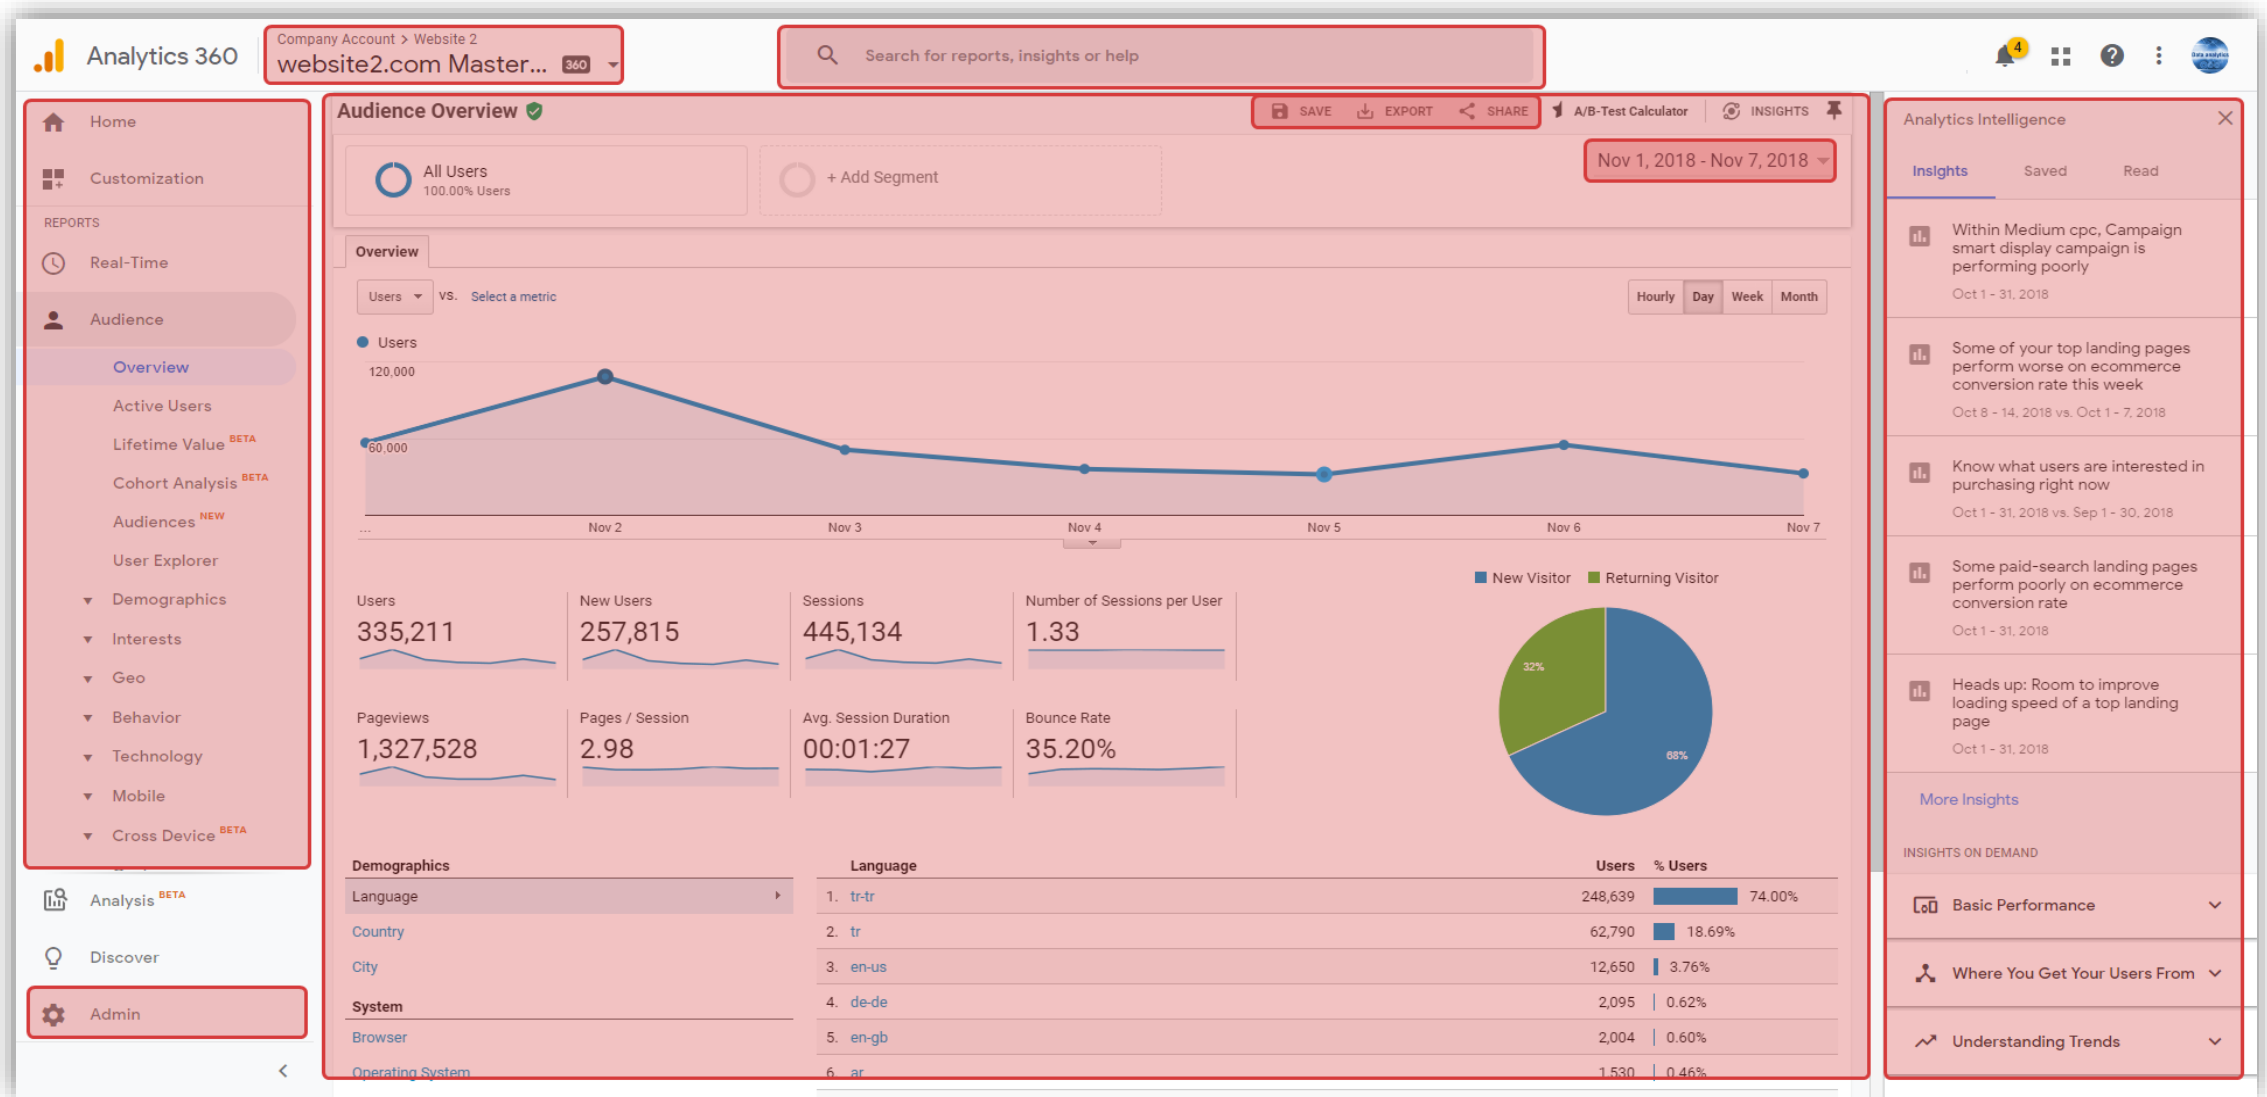 Analytics 360
Company Account > Website 2
website2.com Master... 360
Search for reports, insights or help
4
Home
Customization
REPORTS
Real-Time
Audience
Overview
Active Users
Lifetime Value BETA
Cohort Analysis BETA
Audiences NEW
User Explorer
Demographics
Interests
Geo
Behavior
Technology
Mobile
Cross Device BETA
Analysis BETA
Discover
Admin
Audience Overview
SAVE EXPORT SHARE A/B-Test Calculator INSIGHTS
All Users
100.00% Users
+ Add Segment
Nov 1, 2018 - Nov 7, 2018
Overview
Users VS. Select a metric
Hourly Day Week Month
Users
120,000
60,000
... Nov 2 Nov 3 Nov 4 Nov 5 Nov 6 Nov 7
New Visitor Returning Visitor
32%
68%
Users New Users Sessions Number of Sessions per User
335,211 257,815 445,134 1.33
Pageviews Pages / Session Avg. Session Duration Bounce Rate
1,327,528 2.98 00:01:27 35.20%
Demographics
Language
Country
City
System
Browser
Operating System
Language Users % Users
1. tr-tr 248,639 74.00%
2. tr 62,790 18.69%
3. en-us 12,650 3.76%
4. de-de 2,095 0.62%
5. en-gb 2,004 0.60%
6. ar 1,530 0.46%
Analytics Intelligence
Insights Saved Read
Within Medium cpc, Campaign
smart display campaign is
performing poorly
Oct 1 - 31, 2018
Some of your top landing pages
perform worse on ecommerce
conversion rate this week
Oct 8 - 14, 2018 vs. Oct 1 - 7, 2018
Know what users are interested in
purchasing right now
Oct 1 - 31, 2018 vs. Sep 1 - 30, 2018
Some paid-search landing pages
perform poorly on ecommerce
conversion rate
Oct 1 - 31, 2018
Heads up: Room to improve
loading speed of a top landing
page
Oct 1 - 31, 2018
More Insights
INSIGHTS ON DEMAND
Basic Performance
Where You Get Your Users From
Understanding Trends